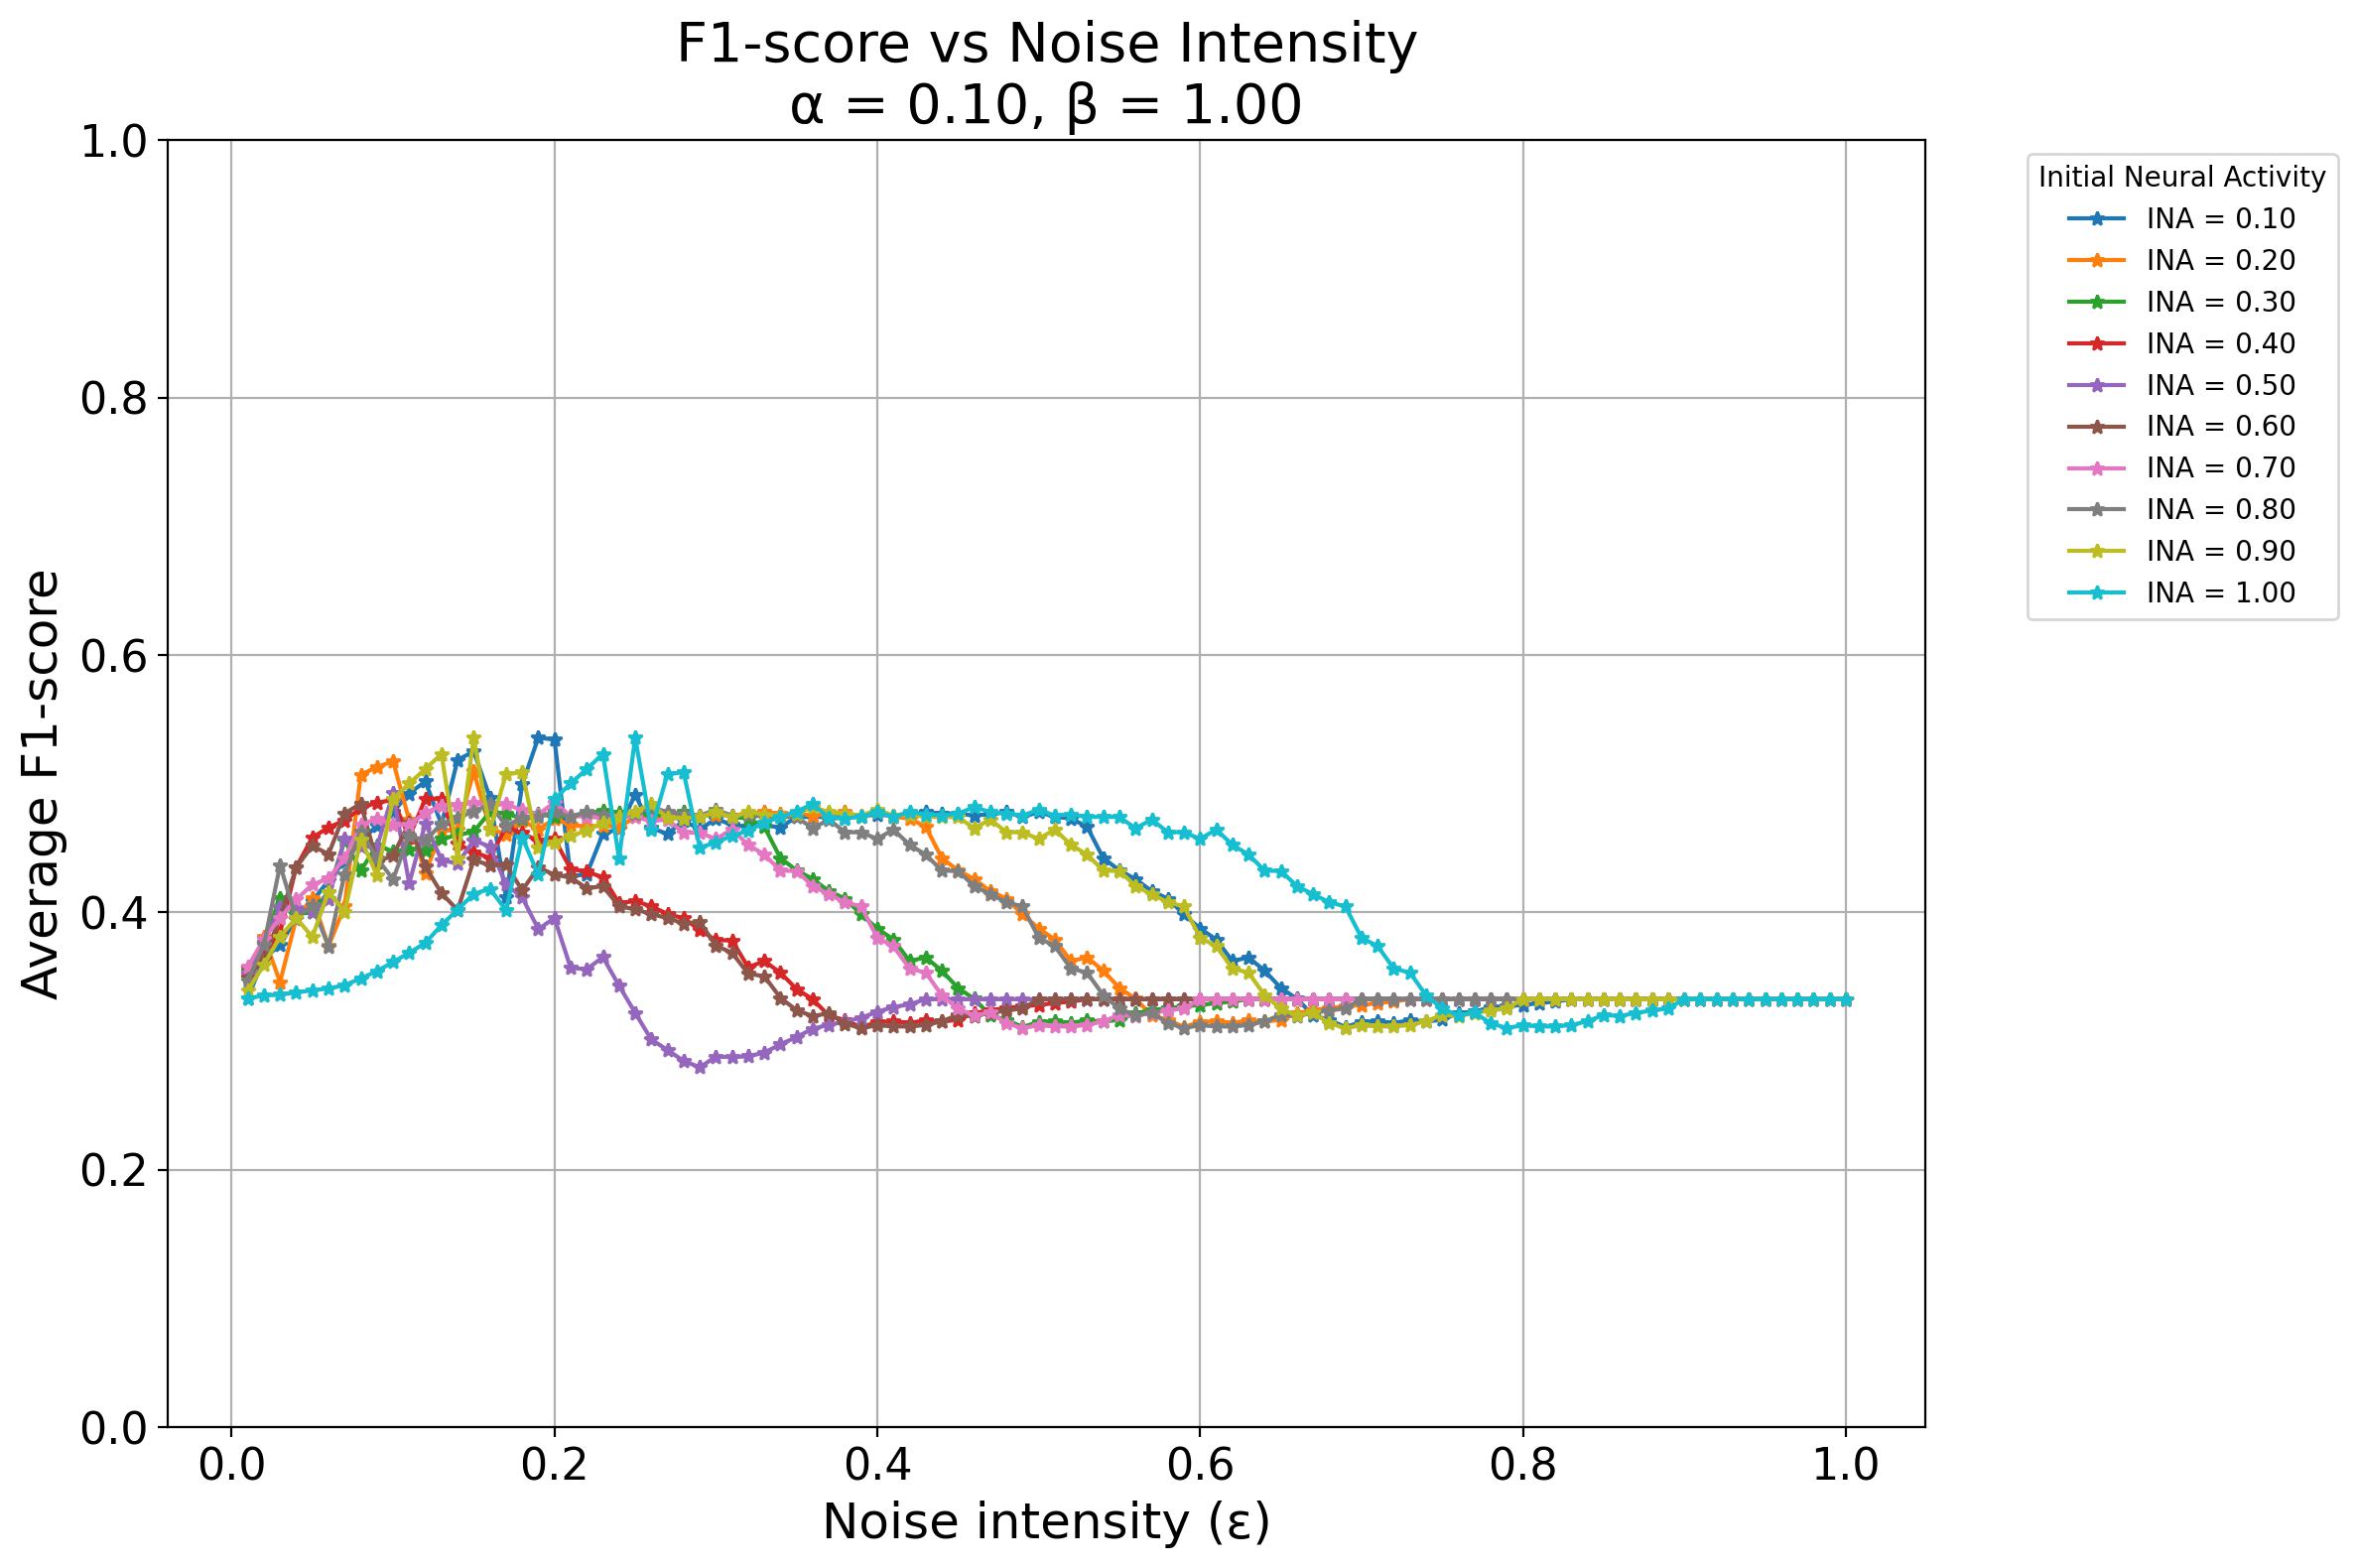 F1-score vs Noise Intensity
α = 0.10, β = 1.00
1.0
0.8
0.6
0.4
0.2
0.0
Average F1-score
0.0
0.2
0.4
0.6
0.8
1.0
Noise intensity (ε)
Initial Neural Activity
INA = 0.10
INA = 0.20
INA = 0.30
INA = 0.40
INA = 0.50
INA = 0.60
INA = 0.70
INA = 0.80
INA = 0.90
INA = 1.00